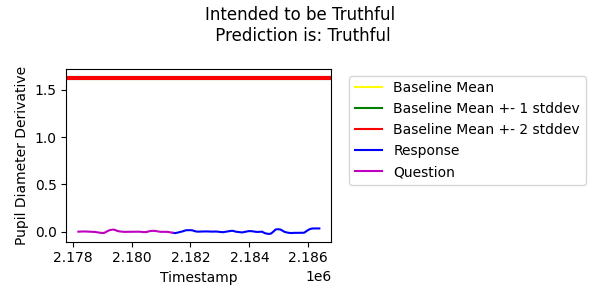 Intended to be Truthful
Prediction is: Truthful
Pupil Diameter Derivative
1.5
1.0
0.5
0.0
2.178
2.180
2.182
2.184
2.186
1e6
Timestamp
Baseline Mean
Baseline Mean +- 1 stddev
Baseline Mean +- 2 stddev
Response
Question